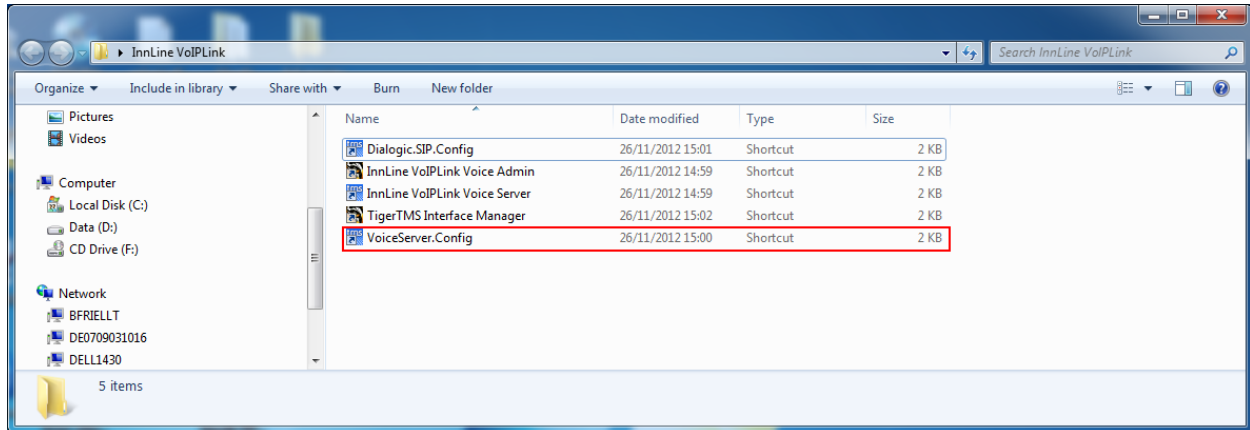 InnLine VoIPLink
Search InnLine VoIPLink
Organize Include in library Share with Burn New folder
Pictures
Videos
Computer
Local Disk (C:)
Data (D:)
CD Drive (F:)
Network
BFRIELLT
DE0709031016
DELL1430
Name Date modified Type Size
Dialogic.SIP.Config 26/11/2012 15:01 Shortcut 2 KB
InnLine VoIPLink Voice Admin 26/11/2012 14:59 Shortcut 2 KB
InnLine VoIPLink Voice Server 26/11/2012 14:59 Shortcut 2 KB
TigerTMS Interface Manager 26/11/2012 15:02 Shortcut 2 KB
VoiceServer.Config 26/11/2012 15:00 Shortcut 2 KB
5 items